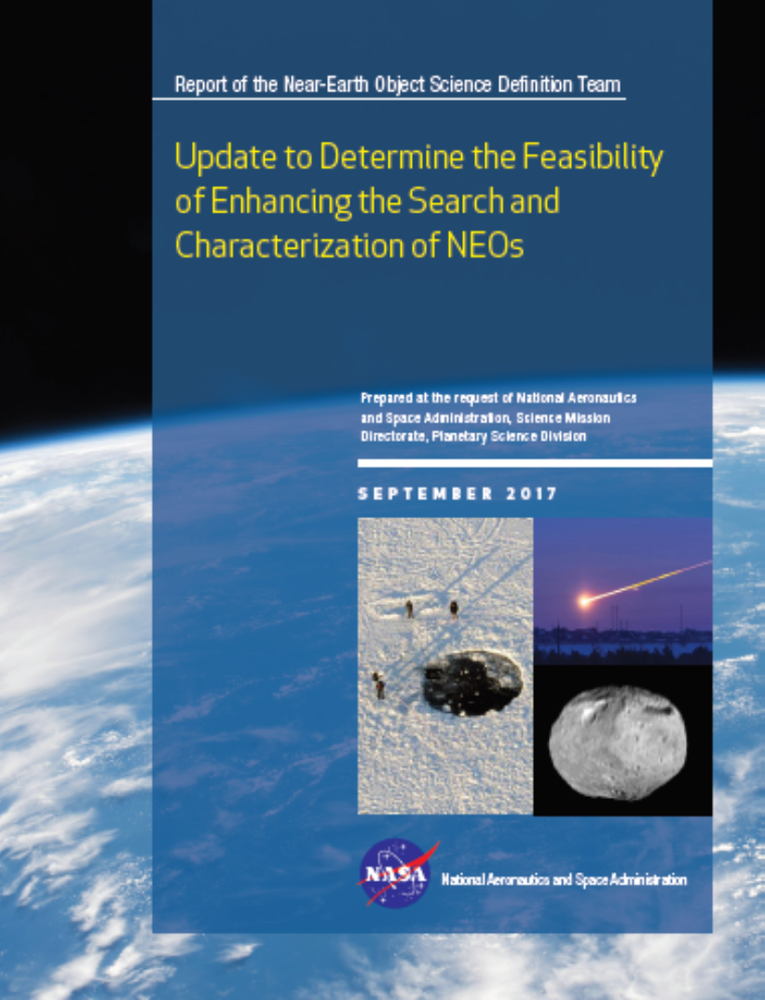 Report of the Near-Earth Object Science Definition Team
Update to Determine the Feasibility
of Enhancing the Search and
Characterization of NEOs
Prepared at the request of National Aeronautics
and Space Administration, Science Mission
Directorate, Planetary Science Division
SEPTEMBER 2017
NASA
National Aeronautics and Space Administration